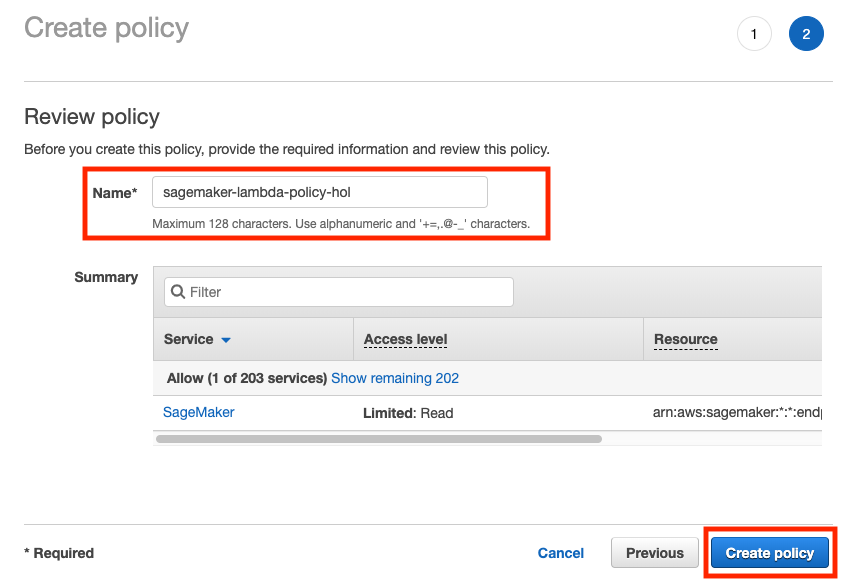 Create policy
1
2
Review policy
Before you create this policy, provide the required information and review this policy.
Name* sagemaker-lambda-policy-hol
Maximum 128 characters. Use alphanumeric and '+=,.@-_' characters.
Summary
Filter
Service Access level Resource
Allow (1 of 203 services) Show remaining 202
SageMaker Limited: Read arn:aws:sagemaker:*:*:endp
* Required Cancel Previous Create policy